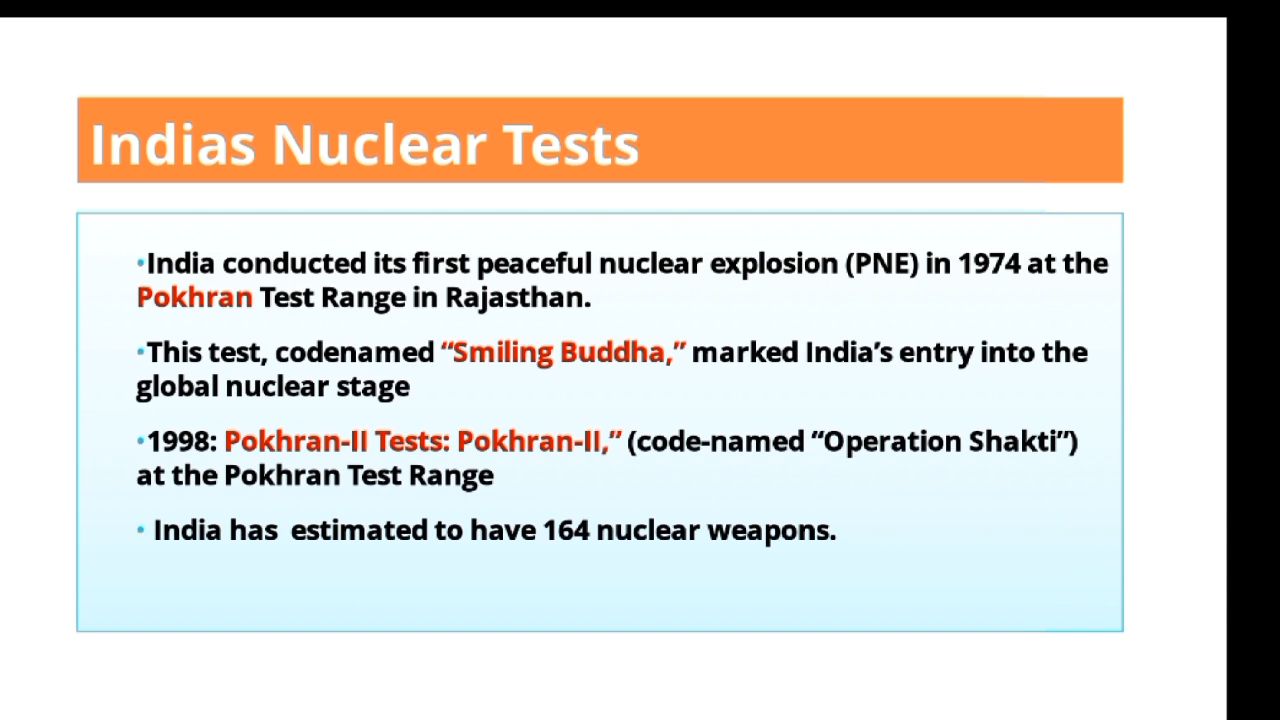 Indias Nuclear Tests
•India conducted its first peaceful nuclear explosion (PNE) in 1974 at the
Pokhran Test Range in Rajasthan.
•This test, codenamed “Smiling Buddha,” marked India’s entry into the
global nuclear stage
•1998: Pokhran-II Tests: Pokhran-II,” (code-named “Operation Shakti”)
at the Pokhran Test Range
• India has  estimated to have 164 nuclear weapons.